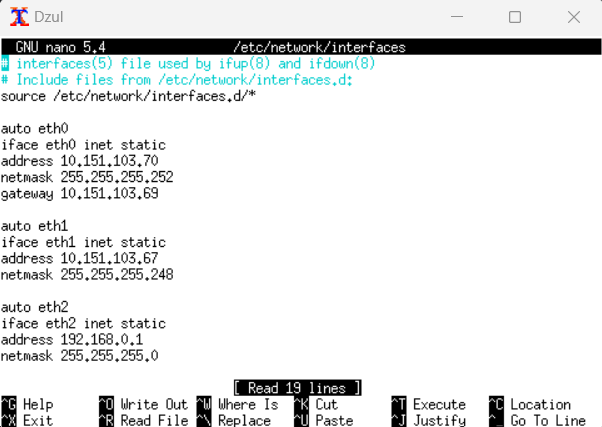 Dzul
GNU nano 5.4 /etc/network/interfaces
# interfaces(5) file used by ifup(8) and ifdown(8)
# Include files from /etc/network/interfaces.d:
source /etc/network/interfaces.d/*
auto eth0
iface eth0 inet static
address 10.151.103.70
netmask 255.255.255.252
gateway 10.151.103.69
auto eth1
iface eth1 inet static
address 10.151.103.67
netmask 255.255.255.248
auto eth2
iface eth2 inet static
address 192.168.0.1
netmask 255.255.255.0
[ Read 19 lines ]
^G Help ^O Write Out ^W Where Is ^K Cut ^T Execute ^C Location
^X Exit ^R Read File ^\ Replace ^U Paste ^J Justify ^_ Go To Line